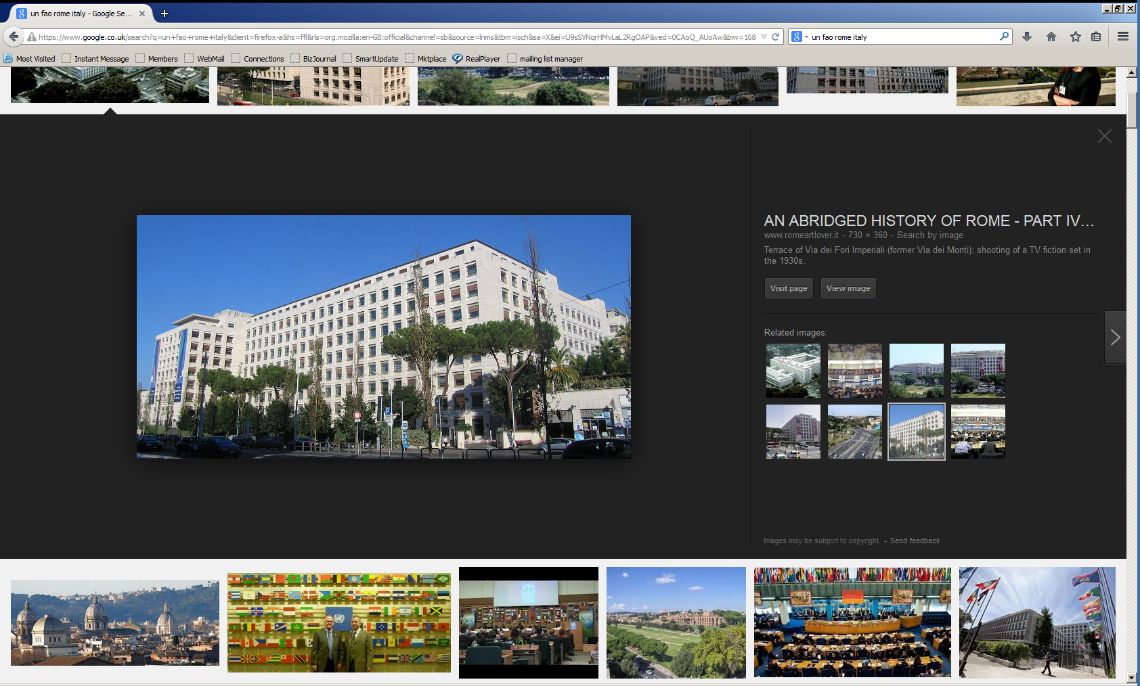 un fao rome italy - Google Se...
https://www.google.co.uk/search?q=un+fao+rome+italy&client=firefox-a&hs=ffl&rls=org.mozilla:en-GB:official&channel=sb&source=lnms&tbm=isch&sa=X&ei=
un fao rome italy
Most Visited Instant Message Members WebMail Connections BizJournal SmartUpdate Mktplace RealPlayer mailing list manager
AN ABRIDGED HISTORY OF ROME - PART IV...
www.romeartlover.it - 730 × 360 - Search by image
Terrace of Via dei Fori Imperiali (former Via dei Monti): shooting of a TV fiction set in
the 1930s.
Visit page View image
Related images:
Images may be subject to copyright. - Send feedback